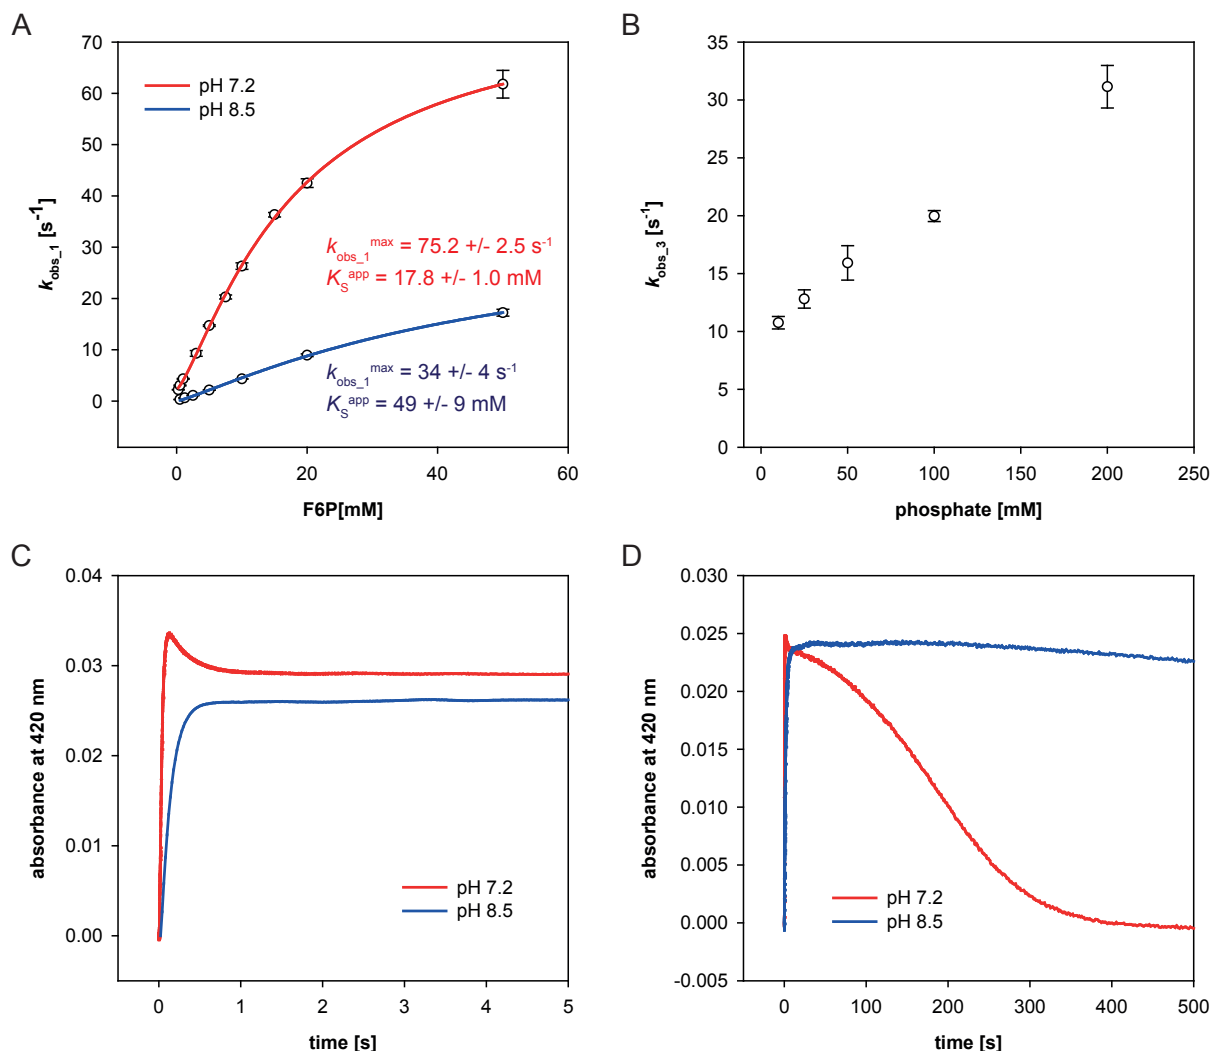 A
70
60
50
40
30
20
10
0
k_obs_1 [s⁻¹]
pH 7.2
pH 8.5
k_obs_1^max = 75.2 +/- 2.5 s⁻¹
K_S^app = 17.8 +/- 1.0 mM
k_obs_1^max = 34 +/- 4 s⁻¹
K_S^app = 49 +/- 9 mM
0 20 40 60
F6P[mM]
B
35
30
25
20
15
10
5
0
k_obs_3 [s⁻¹]
0 50 100 150 200 250
phosphate [mM]
C
0.04
0.03
0.02
0.01
0.00
absorbance at 420 nm
pH 7.2
pH 8.5
0 1 2 3 4 5
time [s]
D
0.030
0.025
0.020
0.015
0.010
0.005
0.000
-0.005
absorbance at 420 nm
pH 7.2
pH 8.5
0 100 200 300 400 500
time [s]